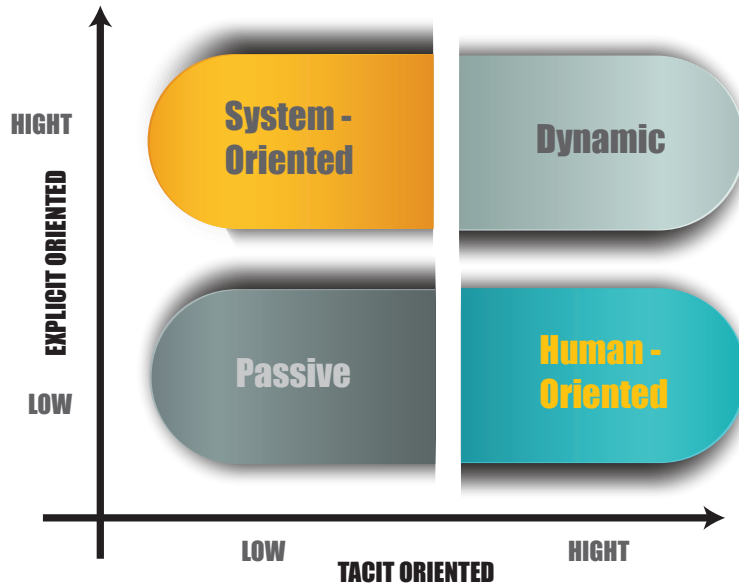 HIGHT
System -
Oriented
Dynamic
EXPLICIT ORIENTED
LOW
Passive
Human -
Oriented
LOW
HIGHT
TACIT ORIENTED